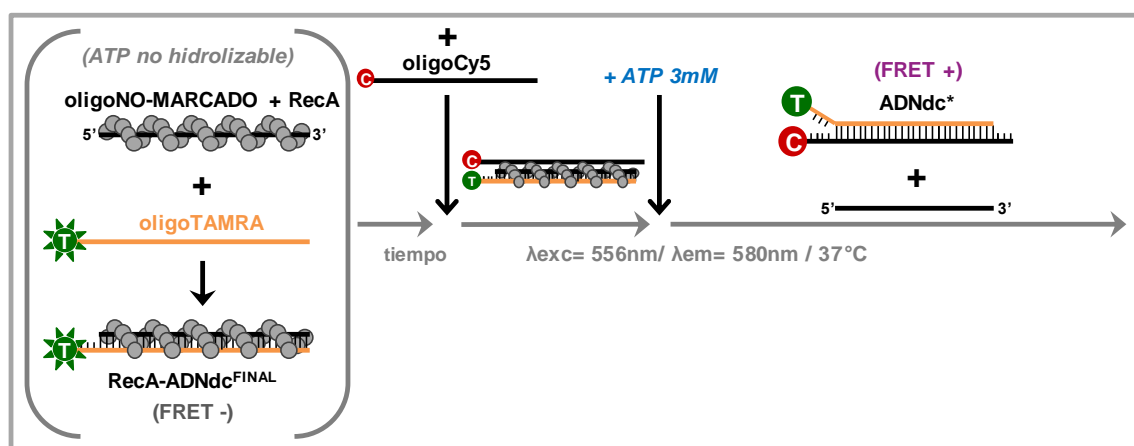 (ATP no hidrolizable)
oligoNO-MARCADO + RecA
5' 3'
+
oligoTAMRA
T
T
RecA-ADNdcFINAL
(FRET -)
+
oligoCy5
C
tiempo
C
T
+ ATP 3mM
λexc= 556nm/ λem= 580nm / 37°C
(FRET +)
ADNdc*
T
C
+
5' 3'